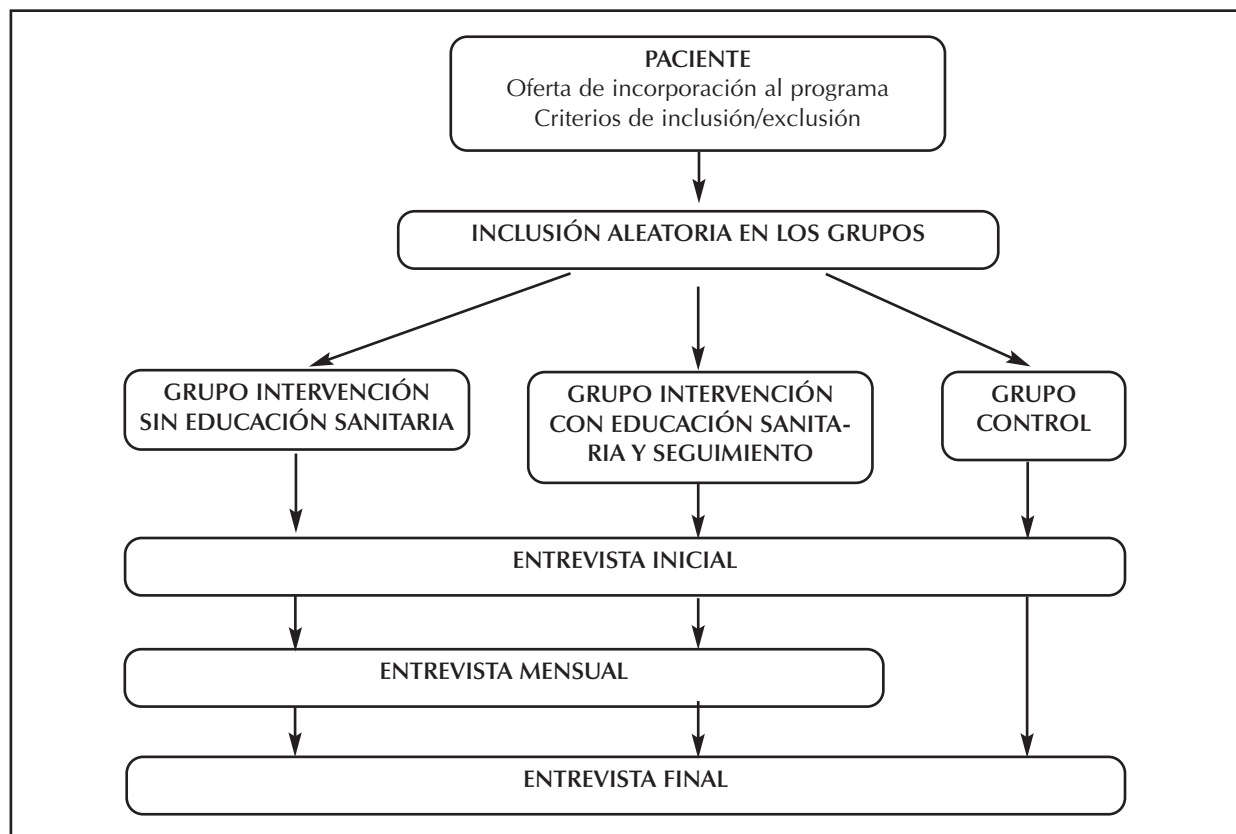 PACIENTE
Oferta de incorporación al programa
Criterios de inclusión/exclusión
INCLUSIÓN ALEATORIA EN LOS GRUPOS
GRUPO INTERVENCIÓN
SIN EDUCACIÓN SANITARIA
GRUPO INTERVENCIÓN
CON EDUCACIÓN SANITA-
RIA Y SEGUIMIENTO
GRUPO
CONTROL
ENTREVISTA INICIAL
ENTREVISTA MENSUAL
ENTREVISTA FINAL